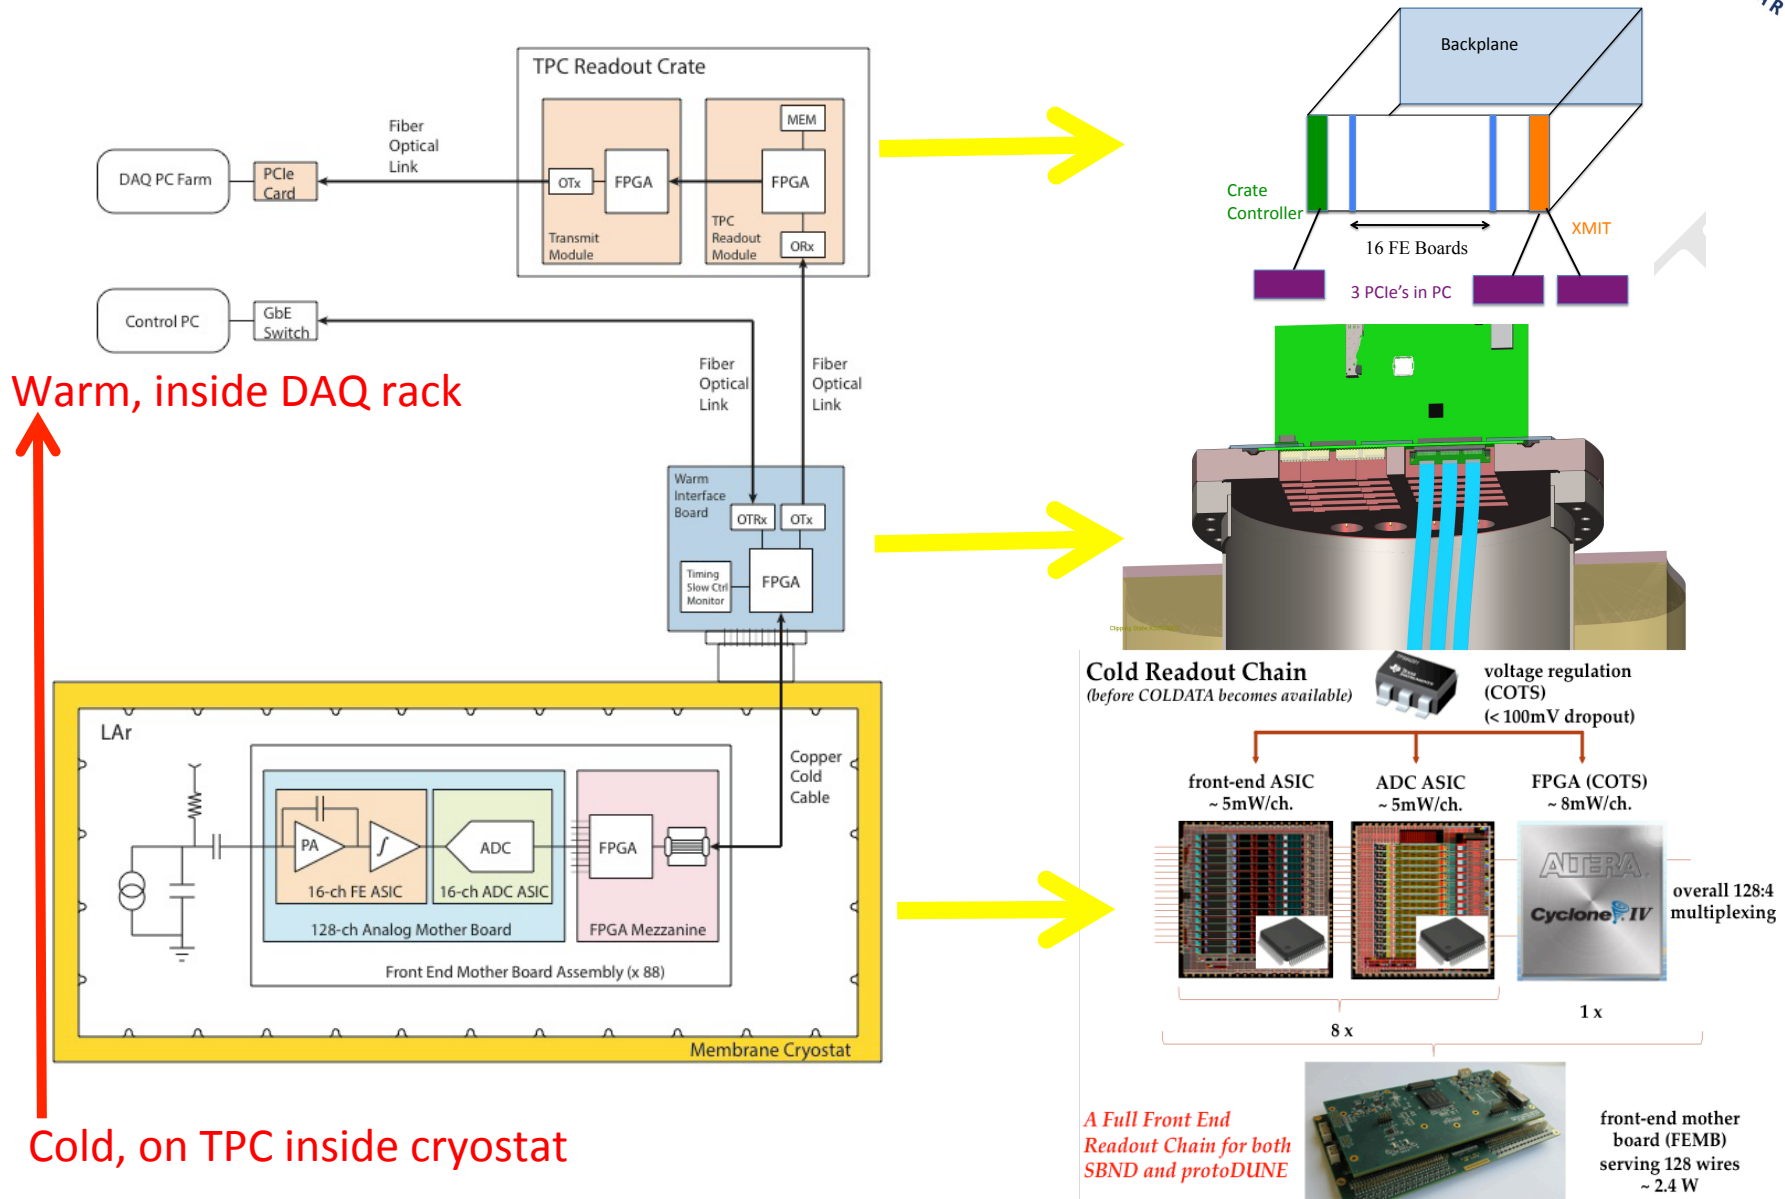 TPC Readout Crate
MEM
FPGA
FPGA
OTx
ORx
TPC
Readout
Module
Transmit
Module
Fiber
Optical
Link
DAQ PC Farm
PCIe
Card
Control PC
GbE
Switch
Fiber
Optical
Link
Fiber
Optical
Link
Warm, inside DAQ rack
Warm
Interface
Board
OTRx
OTx
Timing
Slow Ctrl
Monitor
FPGA
LAr
Copper
Cold
Cable
PA
∫
ADC
FPGA
16-ch FE ASIC
16-ch ADC ASIC
128-ch Analog Mother Board
FPGA Mezzanine
Front End Mother Board Assembly (x 88)
Membrane Cryostat
Cold, on TPC inside cryostat
Backplane
Crate
Controller
XMIT
16 FE Boards
3 PCIe's in PC
Cold Readout Chain
(before COLDATA becomes available)
voltage regulation
(COTS)
(< 100mV dropout)
front-end ASIC
~ 5mW/ch.
ADC ASIC
~ 5mW/ch.
FPGA (COTS)
~ 8mW/ch.
ALTERA
Cyclone IV
overall 128:4
multiplexing
8 x
1 x
A Full Front End
Readout Chain for both
SBND and protoDUNE
front-end mother
board (FEMB)
serving 128 wires
~ 2.4 W